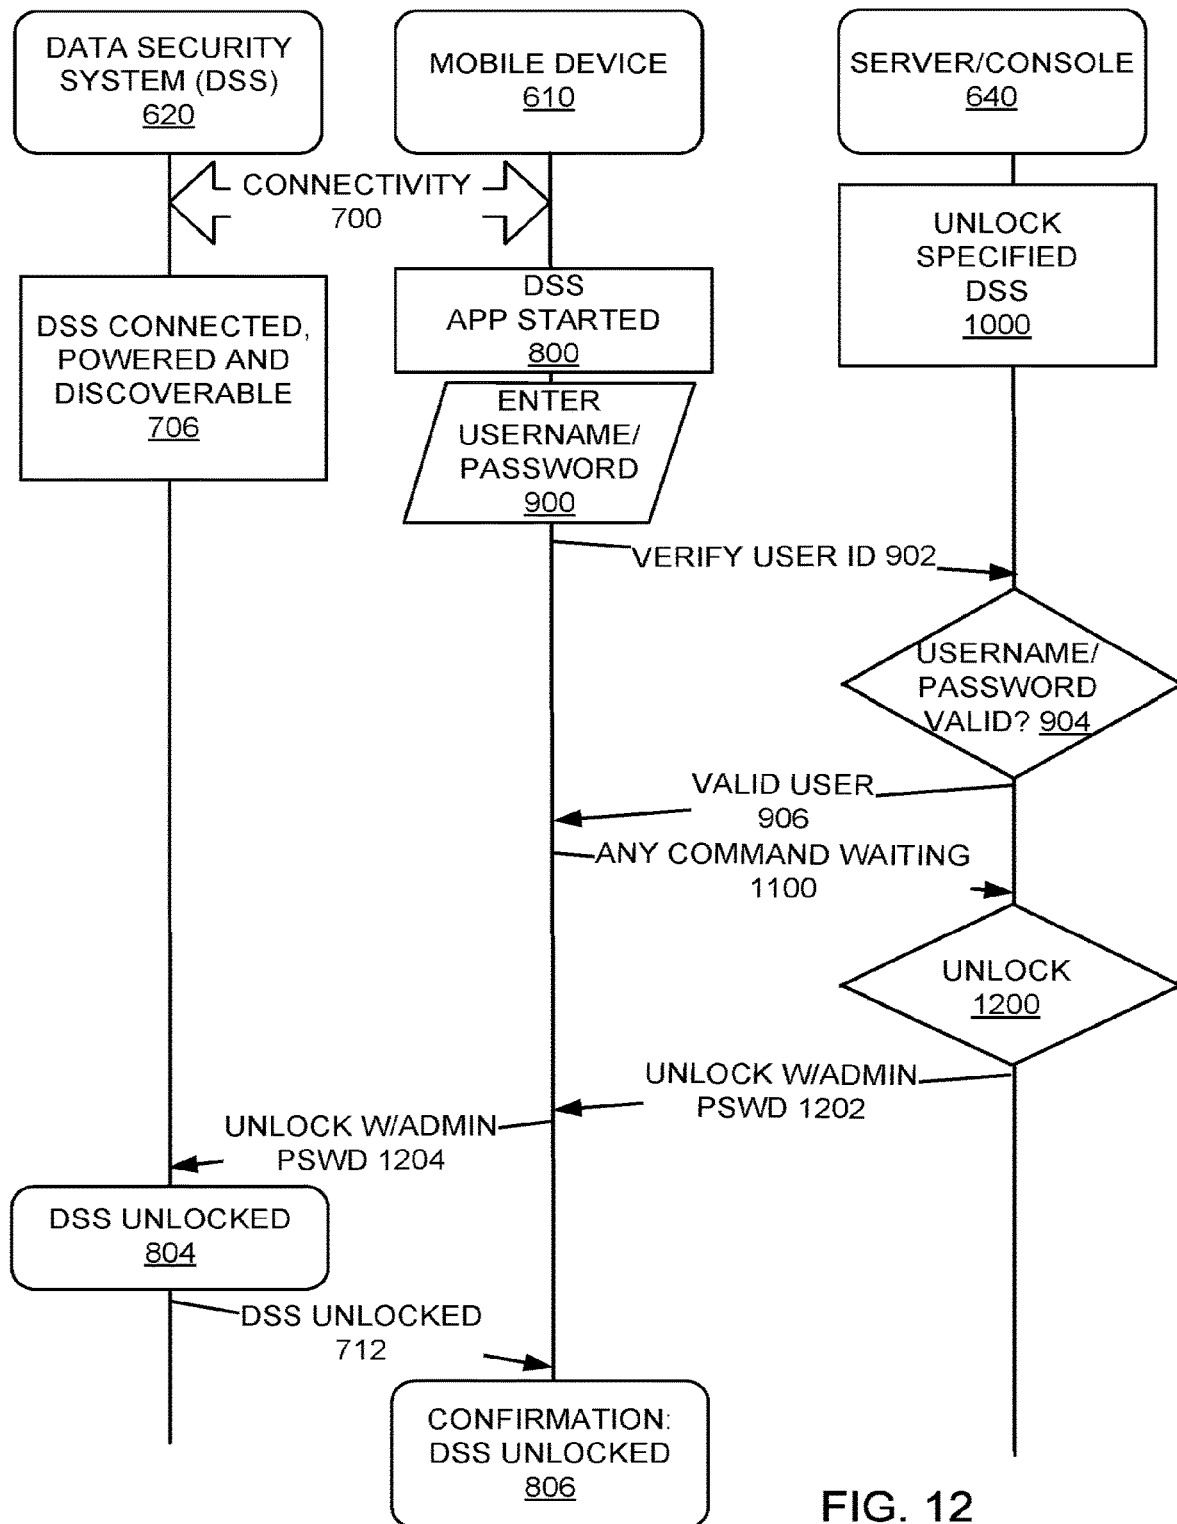 DATA SECURITY
SYSTEM (DSS)
620
MOBILE DEVICE
610
SERVER/CONSOLE
640
CONNECTIVITY
700
UNLOCK
SPECIFIED
DSS
1000
DSS
APP STARTED
800
DSS CONNECTED,
POWERED AND
DISCOVERABLE
706
ENTER
USERNAME/
PASSWORD
900
VERIFY USER ID 902
USERNAME/
PASSWORD
VALID? 904
VALID USER
906
ANY COMMAND WAITING
1100
UNLOCK
1200
UNLOCK W/ADMIN
PSWD 1202
UNLOCK W/ADMIN
PSWD 1204
DSS UNLOCKED
804
DSS UNLOCKED
712
CONFIRMATION:
DSS UNLOCKED
806
FIG. 12